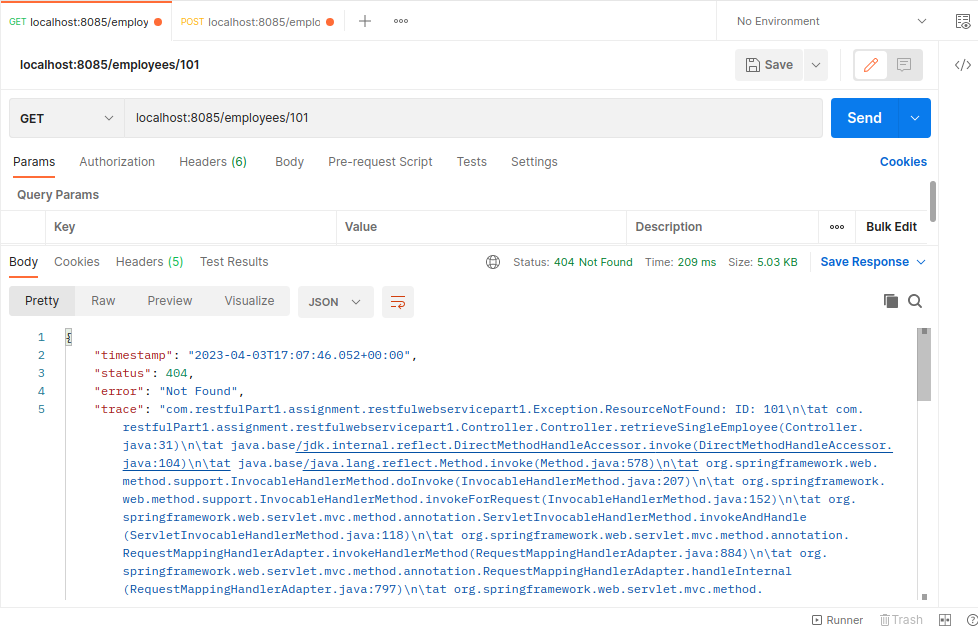 GET localhost:8085/employ
POST localhost:8085/emplo
No Environment
localhost:8085/employees/101
Save
GET
localhost:8085/employees/101
Send
Params Authorization Headers (6) Body Pre-request Script Tests Settings Cookies
Query Params
Key Value Description Bulk Edit
Body Cookies Headers (5) Test Results Status: 404 Not Found Time: 209 ms Size: 5.03 KB Save Response
Pretty Raw Preview Visualize JSON
1 {
2 "timestamp": "2023-04-03T17:07:46.052+00:00",
3 "status": 404,
4 "error": "Not Found",
5 "trace": "com.restfulPart1.assignment.restfulwebservicepart1.Exception.ResourceNotFound: ID: 101\n\tat com.
restfulPart1.assignment.restfulwebservicepart1.Controller.Controller.retrieveSingleEmployee(Controller.
java:31)\n\tat java.base/jdk.internal.reflect.DirectMethodHandleAccessor.invoke(DirectMethodHandleAccessor.
java:104)\n\tat java.base/java.lang.reflect.Method.invoke(Method.java:578)\n\tat org.springframework.web.
method.support.InvocableHandlerMethod.doInvoke(InvocableHandlerMethod.java:207)\n\tat org.springframework.
web.method.support.InvocableHandlerMethod.invokeForRequest(InvocableHandlerMethod.java:152)\n\tat org.
springframework.web.servlet.mvc.method.annotation.ServletInvocableHandlerMethod.invokeAndHandle
(ServletInvocableHandlerMethod.java:118)\n\tat org.springframework.web.servlet.mvc.method.annotation.
RequestMappingHandlerAdapter.invokeHandlerMethod(RequestMappingHandlerAdapter.java:884)\n\tat org.
springframework.web.servlet.mvc.method.annotation.RequestMappingHandlerAdapter.handleInternal
(RequestMappingHandlerAdapter.java:797)\n\tat org.springframework.web.servlet.mvc.method.
Runner Trash